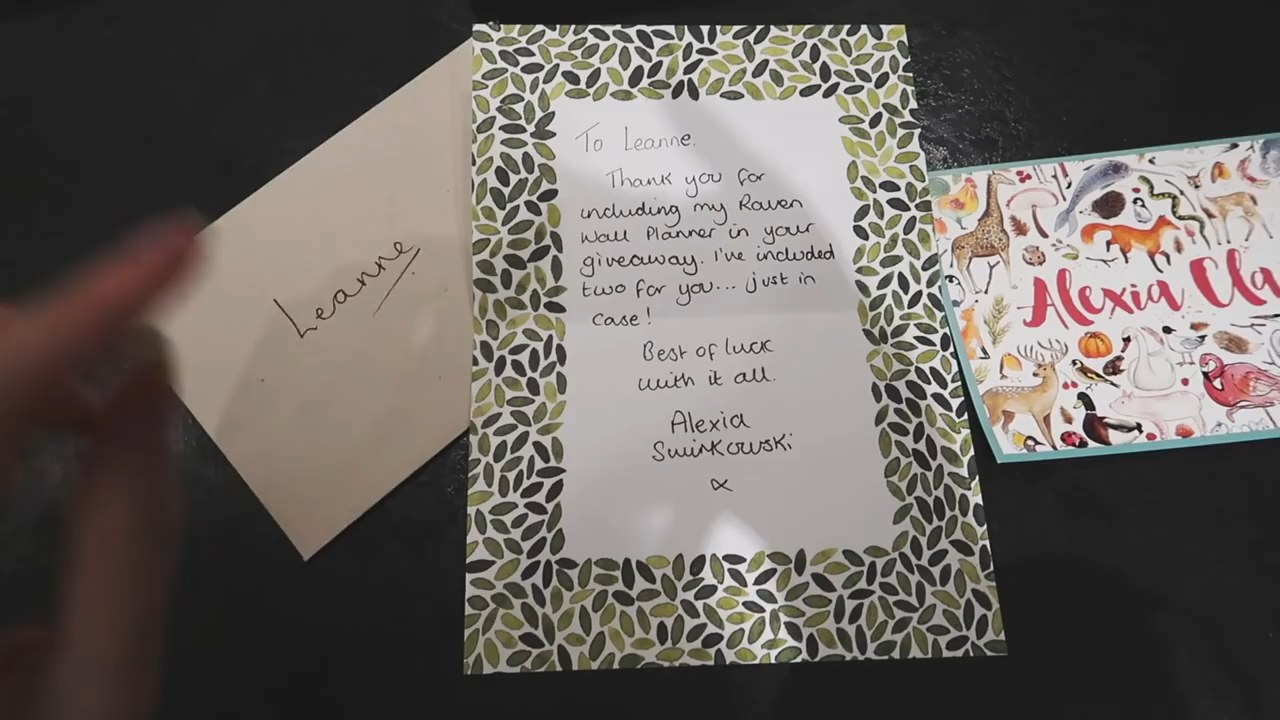 Leanne
To Leanne,
Thank you for
including my Raven
Wall Planner in your
giveaway. I've included
two for you... just in
case!
Best of luck
with it all.
Alexia
Swinkowski
x
Alexia Cla